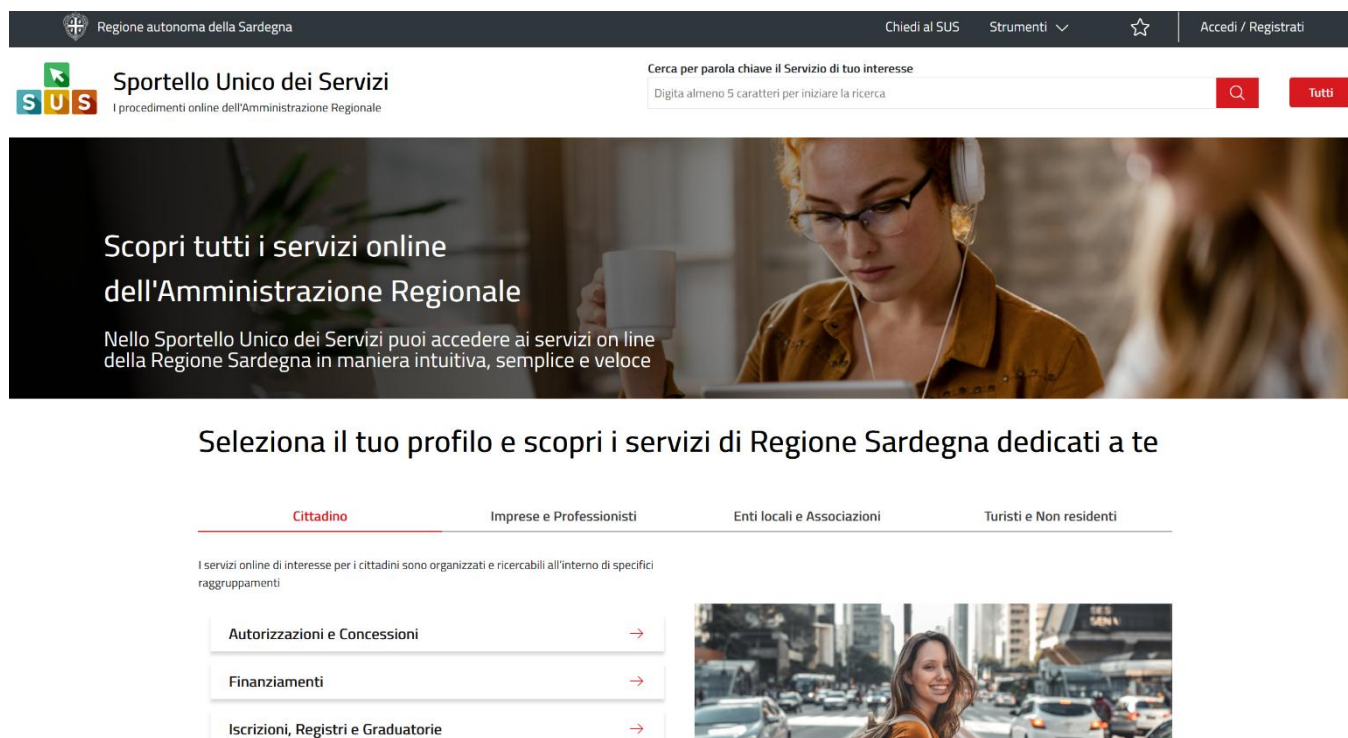 Regione autonoma della Sardegna
Chiedi al SUS
Strumenti
Accedi / Registrati
SUS
Sportello Unico dei Servizi
I procedimenti online dell'Amministrazione Regionale
Cerca per parola chiave il Servizio di tuo interesse
Digita almeno 5 caratteri per iniziare la ricerca
Tutti
Scopri tutti i servizi online
dell'Amministrazione Regionale
Nello Sportello Unico dei Servizi puoi accedere ai servizi on line
della Regione Sardegna in maniera intuitiva, semplice e veloce
Seleziona il tuo profilo e scopri i servizi di Regione Sardegna dedicati a te
Cittadino
Imprese e Professionisti
Enti locali e Associazioni
Turisti e Non residenti
I servizi online di interesse per i cittadini sono organizzati e ricercabili all'interno di specifici
raggruppamenti
Autorizzazioni e Concessioni
Finanziamenti
Iscrizioni, Registri e Graduatorie